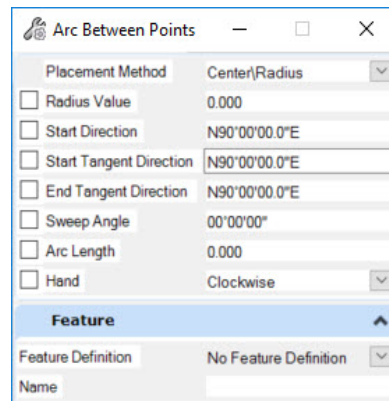 Arc Between Points
Placement Method Center\Radius
Radius Value 0.000
Start Direction N90°00'00.0"E
Start Tangent Direction N90°00'00.0"E
End Tangent Direction N90°00'00.0"E
Sweep Angle 00°00'00"
Arc Length 0.000
Hand Clockwise
Feature
Feature Definition No Feature Definition
Name